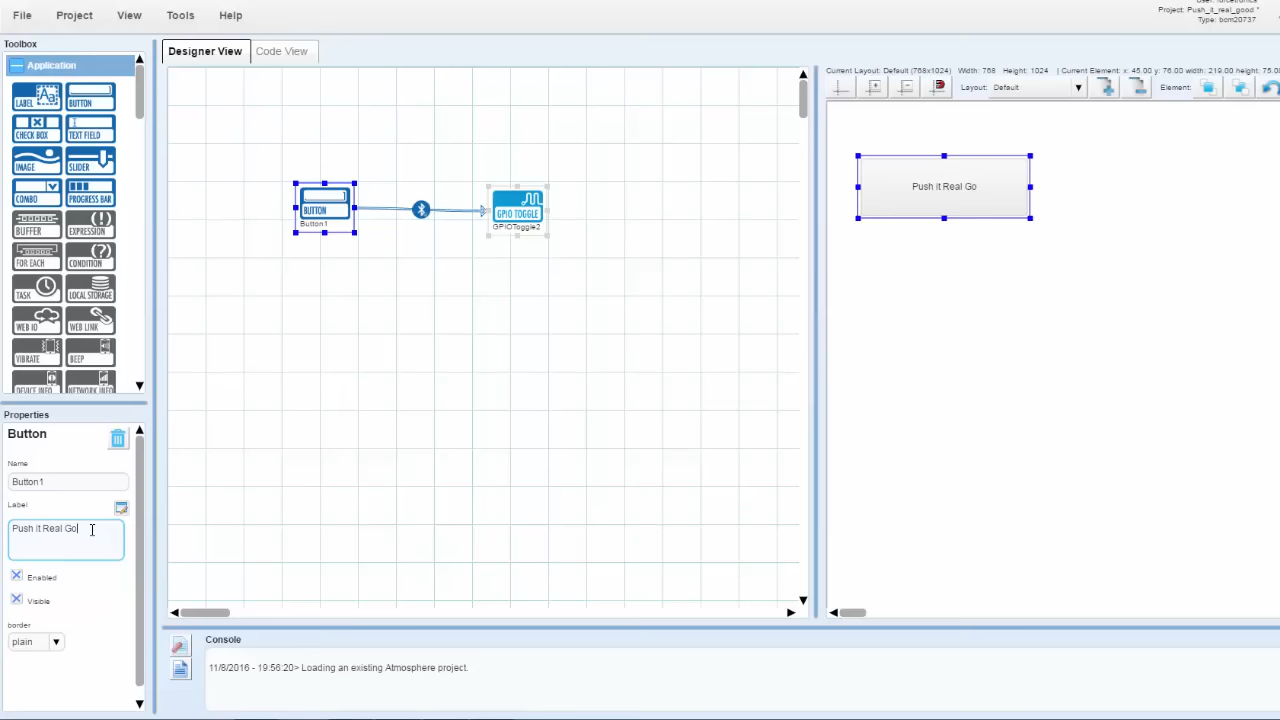 File Project View Tools Help
Project: Push_it_real_good *
Type: bcm20737
Toolbox
Application
LABEL Aa BUTTON
CHECK BOX TEXT FIELD
IMAGE SLIDER
COMBO PROGRESS BAR
BUFFER EXPRESSION
FOR EACH CONDITION
TASK LOCAL STORAGE
WEB IO WEB LINK
VIBRATE BEEP
DEVICE INFO NETWORK INFO
Designer View Code View
BUTTON
Button1
GPIO TOGGLE
GPIOToggle2
Current Layout: Default (768x1024) Width: 768 Height: 1024 | Current Element: x: 45.00 y: 76.00 width: 219.00 height: 75.00
Layout: Default Element:
Push it Real Go
Properties
Button
Name
Button1
Label
Push it Real Go
Enabled
Visible
border
plain
Console
11/6/2016 - 19:56:20> Loading an existing Atmosphere project.